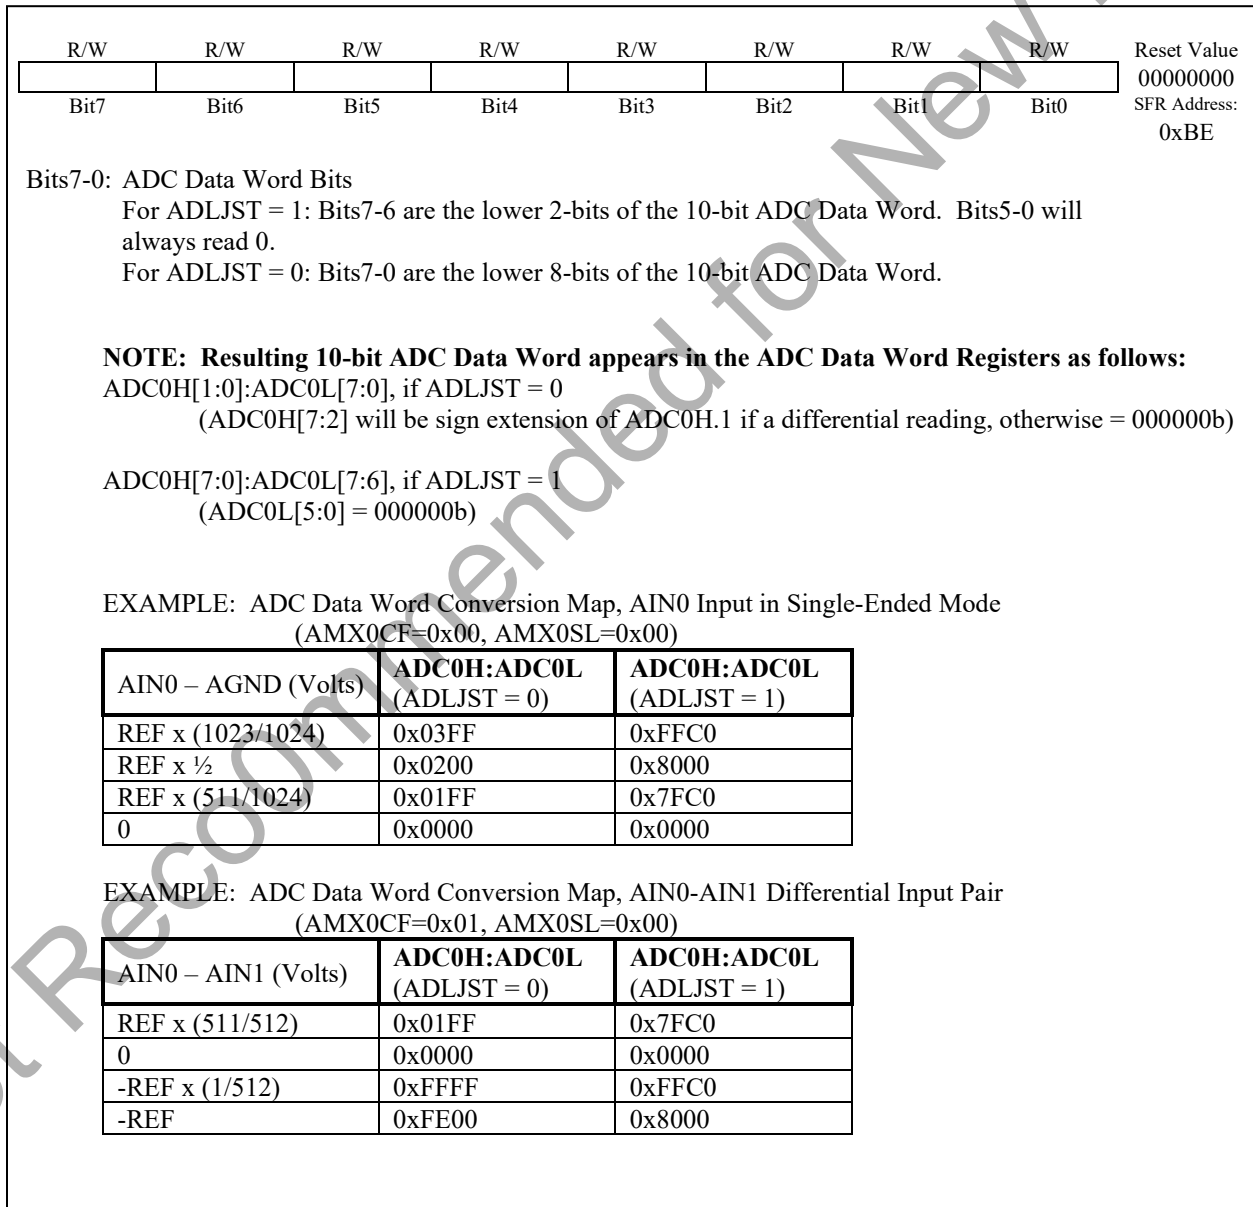 R/W R/W R/W R/W R/W R/W R/W R/W Reset Value
00000000
Bit7 Bit6 Bit5 Bit4 Bit3 Bit2 Bit1 Bit0 SFR Address:
0xBE
Bits7-0: ADC Data Word Bits
For ADLJST = 1: Bits7-6 are the lower 2-bits of the 10-bit ADC Data Word. Bits5-0 will
always read 0.
For ADLJST = 0: Bits7-0 are the lower 8-bits of the 10-bit ADC Data Word.
NOTE: Resulting 10-bit ADC Data Word appears in the ADC Data Word Registers as follows:
ADC0H[1:0]:ADC0L[7:0], if ADLJST = 0
(ADC0H[7:2] will be sign extension of ADC0H.1 if a differential reading, otherwise = 000000b)
ADC0H[7:0]:ADC0L[7:6], if ADLJST = 1
(ADC0L[5:0] = 000000b)
EXAMPLE: ADC Data Word Conversion Map, AIN0 Input in Single-Ended Mode
(AMX0CF=0x00, AMX0SL=0x00)
AIN0 – AGND (Volts) ADC0H:ADC0L (ADLJST = 0) ADC0H:ADC0L (ADLJST = 1)
REF x (1023/1024) 0x03FF 0xFFC0
REF x ½ 0x0200 0x8000
REF x (511/1024) 0x01FF 0x7FC0
0 0x0000 0x0000
EXAMPLE: ADC Data Word Conversion Map, AIN0-AIN1 Differential Input Pair
(AMX0CF=0x01, AMX0SL=0x00)
AIN0 – AIN1 (Volts) ADC0H:ADC0L (ADLJST = 0) ADC0H:ADC0L (ADLJST = 1)
REF x (511/512) 0x01FF 0x7FC0
0 0x0000 0x0000
-REF x (1/512) 0xFFFF 0xFFC0
-REF 0xFE00 0x8000
Reco0mmended for New